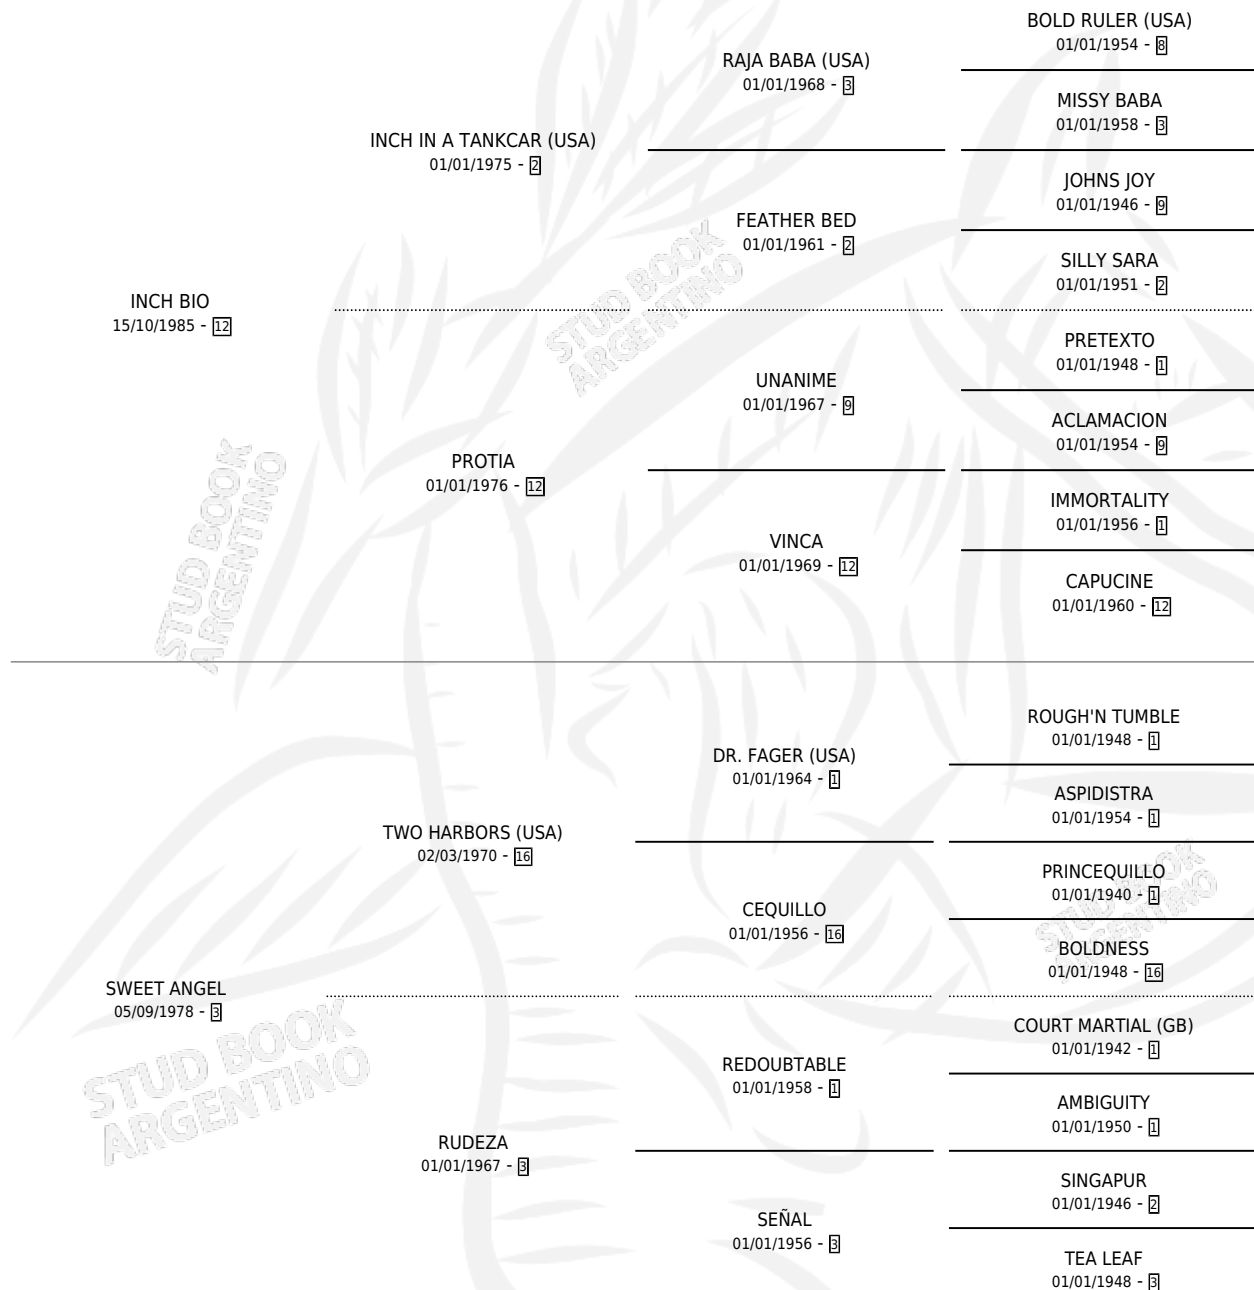 BOLD RULER (USA)
01/01/1954 - 8
RAJA BABA (USA)
01/01/1968 - 3
MISSY BABA
01/01/1958 - 3
INCH IN A TANKCAR (USA)
01/01/1975 - 2
JOHNS JOY
01/01/1946 - 9
FEATHER BED
01/01/1961 - 2
SILLY SARA
01/01/1951 - 2
INCH BIO
15/10/1985 - 12
PRETEXTO
01/01/1948 - 1
UNANIME
01/01/1967 - 9
ACLAMACION
01/01/1954 - 9
PROTIA
01/01/1976 - 12
IMMORTALITY
01/01/1956 - 1
VINCA
01/01/1969 - 12
CAPUCINE
01/01/1960 - 12
ROUGH'N TUMBLE
01/01/1948 - 1
DR. FAGER (USA)
01/01/1964 - 1
ASPIDISTRA
01/01/1954 - 1
TWO HARBORS (USA)
02/03/1970 - 16
PRINCEQUILLO
01/01/1940 - 1
CEQUILLO
01/01/1956 - 16
BOLDNESS
01/01/1948 - 16
SWEET ANGEL
05/09/1978 - 3
COURT MARTIAL (GB)
01/01/1942 - 1
REDOUBTABLE
01/01/1958 - 1
AMBIGUITY
01/01/1950 - 1
RUDEZA
01/01/1967 - 3
SINGAPUR
01/01/1946 - 2
SEÑAL
01/01/1956 - 3
TEA LEAF
01/01/1948 - 3
STUD BOOK
ARGENTINO
STUD BOOK
ARGENTINO
STUD BOOK
ARGENTINO
STUD BOOK
ARGENTINO